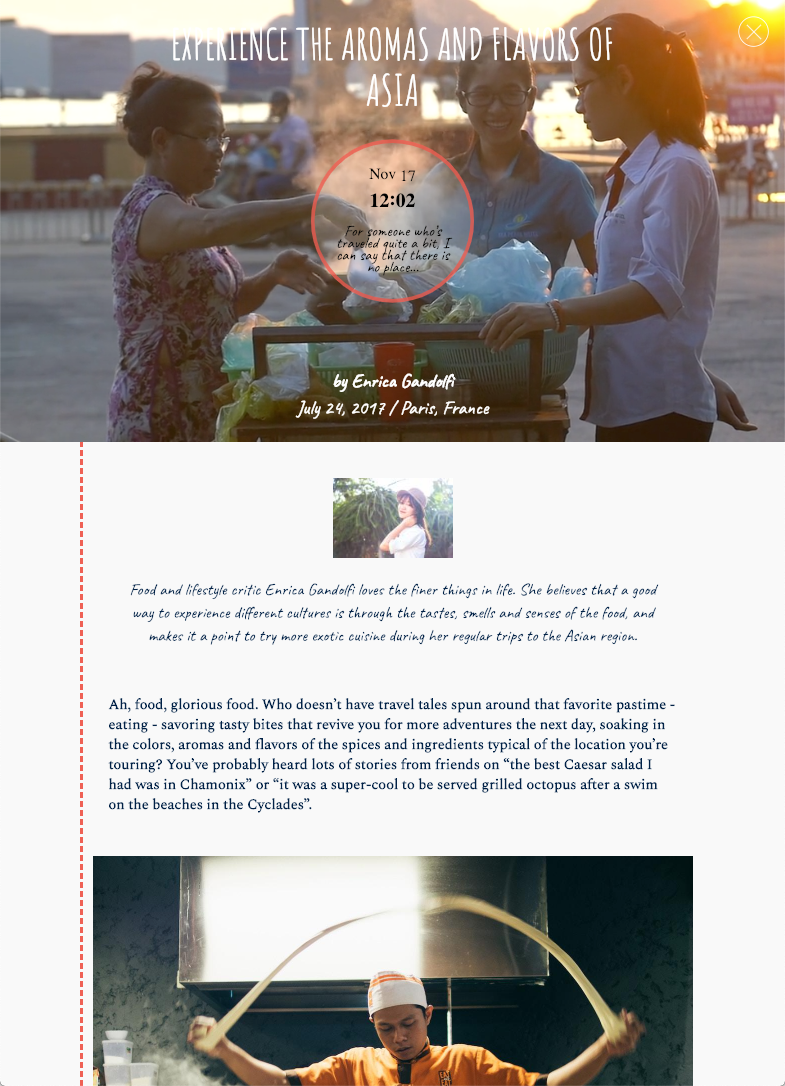 EXPERIENCE THE AROMAS AND FLAVORS OF
ASIA
Nov 17
12:02
For someone who's
traveled quite a bit, I
can say that there is
no place...
by Enrica Gandolfi
July 24, 2017 / Paris, France
Food and lifestyle critic Enrica Gandolfi loves the finer things in life. She believes that a good
way to experience different cultures is through the tastes, smells and senses of the food, and
makes it a point to try more exotic cuisine during her regular trips to the Asian region.
Ah, food, glorious food. Who doesn’t have travel tales spun around that favorite pastime -
eating - savoring tasty bites that revive you for more adventures the next day, soaking in
the colors, aromas and flavors of the spices and ingredients typical of the location you’re
touring? You’ve probably heard lots of stories from friends on “the best Caesar salad I
had was in Chamonix” or “it was a super-cool to be served grilled octopus after a swim
on the beaches in the Cyclades”.